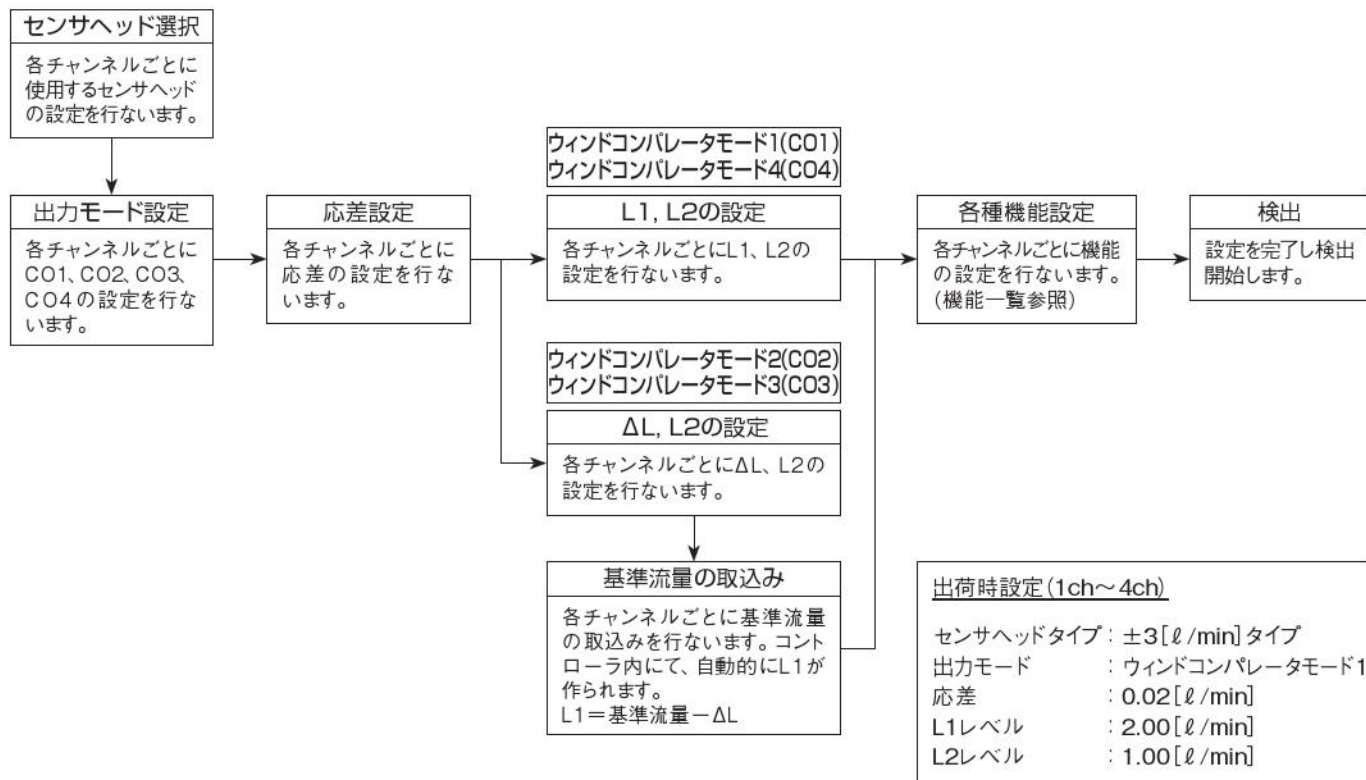 センサヘッド選択
各チャンネルごとに
使用するセンサヘッド
の設定を行ないます。
出力モード設定
各チャンネルごとに
CO1、CO2、CO3、
CO4の設定を行な
います。
応差設定
各チャンネルごとに
応差の設定を行な
います。
ウィンドコンパレータモード1(CO1)
ウィンドコンパレータモード4(CO4)
L1, L2の設定
各チャンネルごとにL1、L2の
設定を行ないます。
ウィンドコンパレータモード2(CO2)
ウィンドコンパレータモード3(CO3)
ΔL, L2の設定
各チャンネルごとにΔL、L2の
設定を行ないます。
基準流量の取込み
各チャンネルごとに基準流量
の取込みを行ないます。コント
ローラ内にて、自動的にL1が
作られます。
L1＝基準流量－ΔL
各種機能設定
各チャンネルごとに機能
の設定を行ないます。
(機能一覧参照)
検出
設定を完了し検出
開始します。
出荷時設定(1ch～4ch)
センサヘッドタイプ：±3[ℓ/min]タイプ
出力モード：ウィンドコンパレータモード1
応差：0.02[ℓ/min]
L1レベル：2.00[ℓ/min]
L2レベル：1.00[ℓ/min]